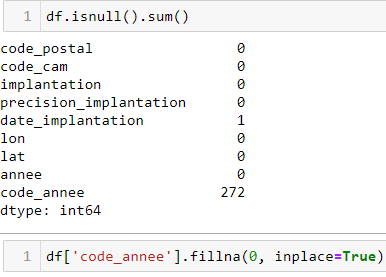 1 df.isnull().sum()
code_postal 0
code_cam 0
implantation 0
precision_implantation 0
date_implantation 1
lon 0
lat 0
annee 0
code_annee 272
dtype: int64
1 df['code_annee'].fillna(0, inplace=True)